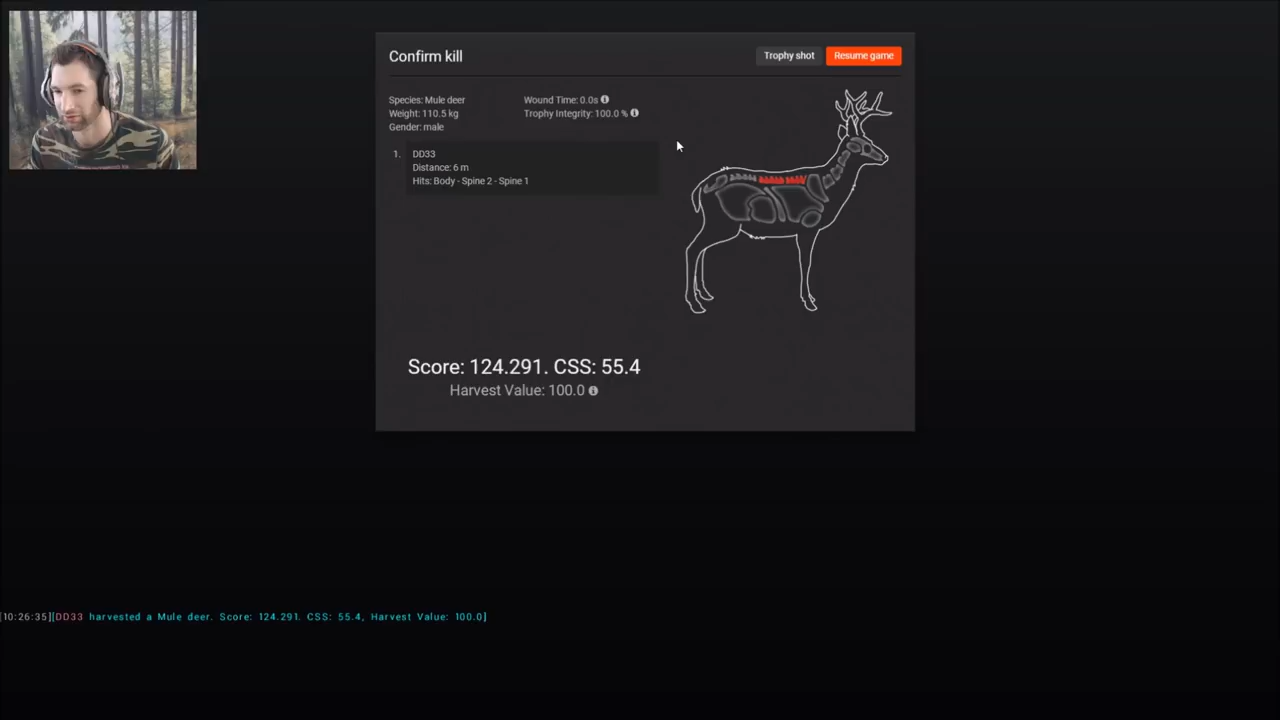 Confirm kill
Trophy shot
Resume game
Species: Mule deer
Wound Time: 0.0s
Weight: 110.5 kg
Trophy Integrity: 100.0 %
Gender: male
1.
DD33
Distance: 6 m
Hits: Body - Spine 2 - Spine 1
Score: 124.291. CSS: 55.4
Harvest Value: 100.0
[10:26:35][DD33 harvested a Mule deer. Score: 124.291. CSS: 55.4, Harvest Value: 100.0]